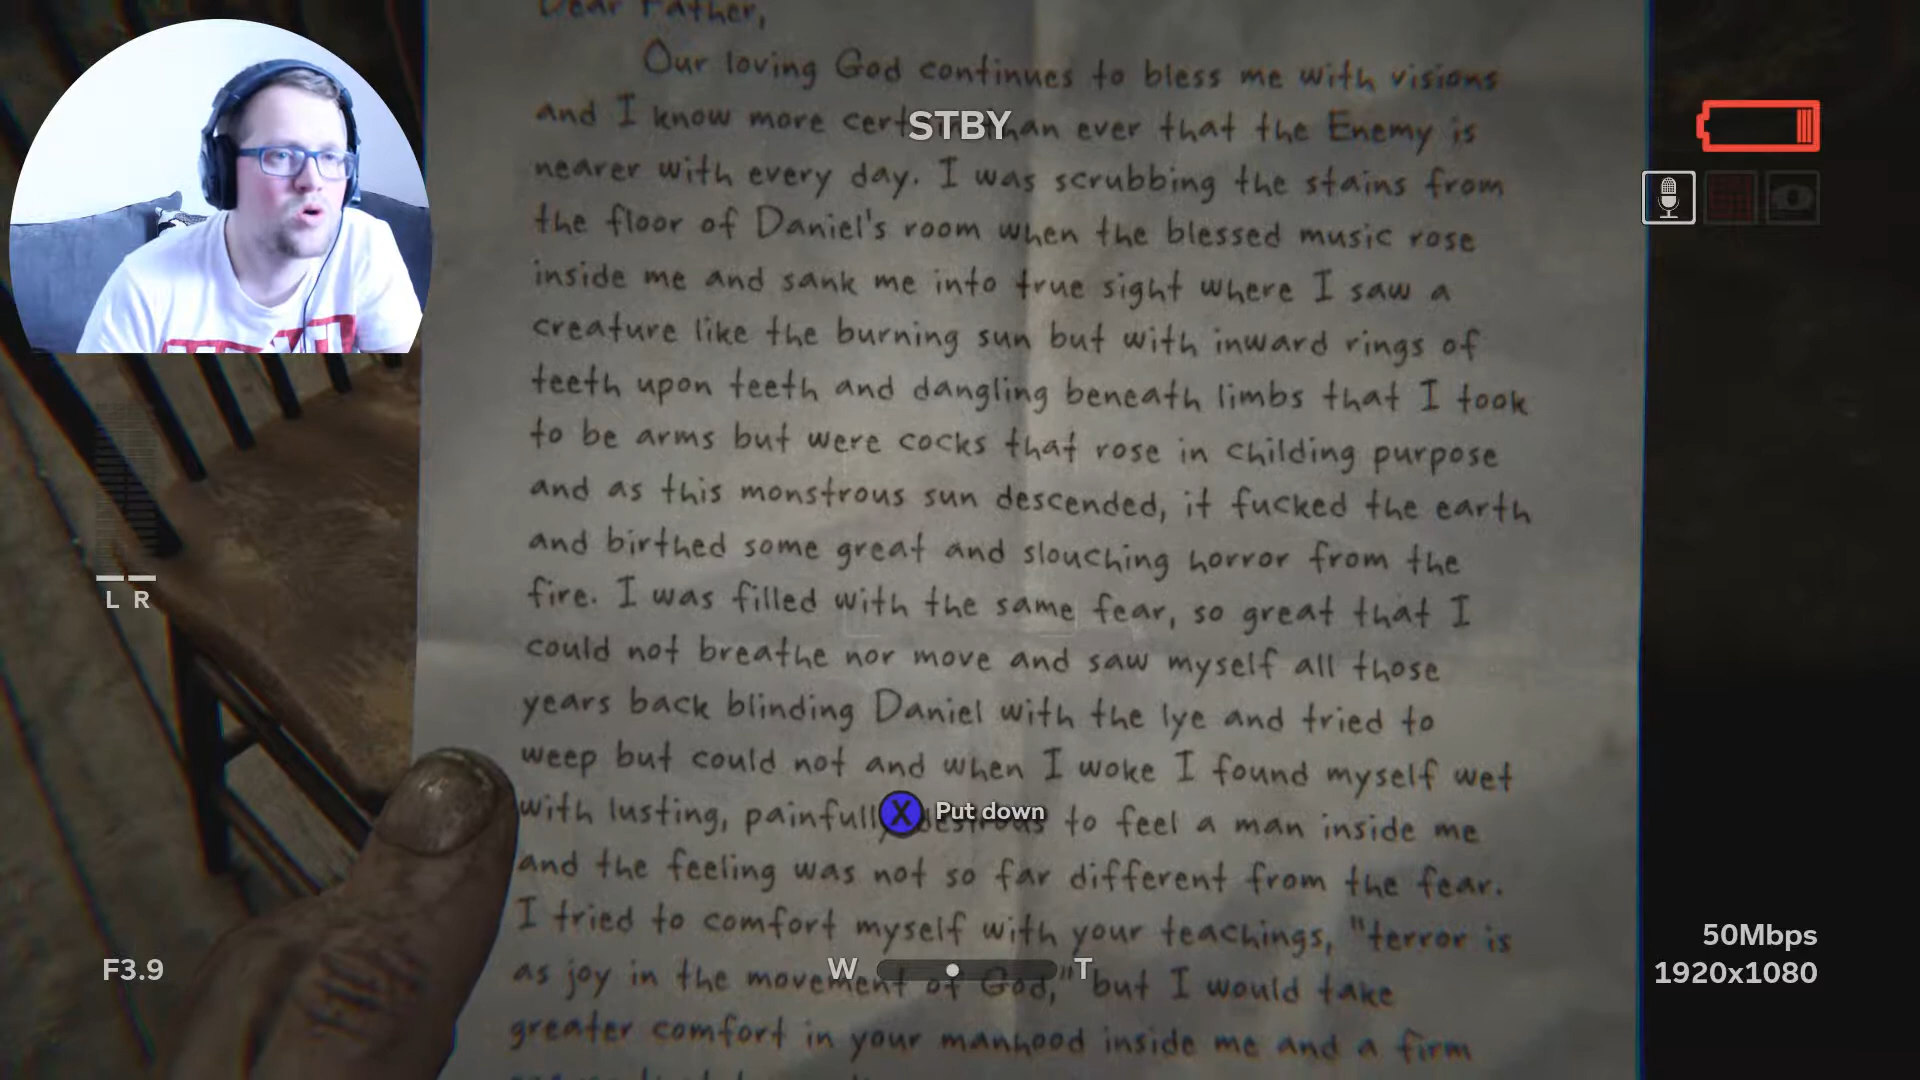 Dear Father,
Our loving God continues to bless me with visions
and I know more than ever that the Enemy is
STBY
nearer with every day. I was scrubbing the stains from
the floor of Daniel's room when the blessed music rose
inside me and sank me into true sight where I saw a
creature like the burning sun but with inward rings of
teeth upon teeth and dangling beneath limbs that I took
to be arms but were cocks that rose in childing purpose
and as this monstrous sun descended, it fucked the earth
and birthed some great and slouching horror from the
fire. I was filled with the same fear, so great that I
L R
could not breathe nor move and saw myself all those
years back blinding Daniel with the lye and tried to
weep but could not and when I woke I found myself wet
with lusting, painfully desirous to feel a man inside me
X Put down
and the feeling was not so far different from the fear.
I tried to comfort myself with your teachings, "terror is
50Mbps
F3.9
W T
1920x1080
as joy in the movement of God," but I would take
greater comfort in your manhood inside me and a firm